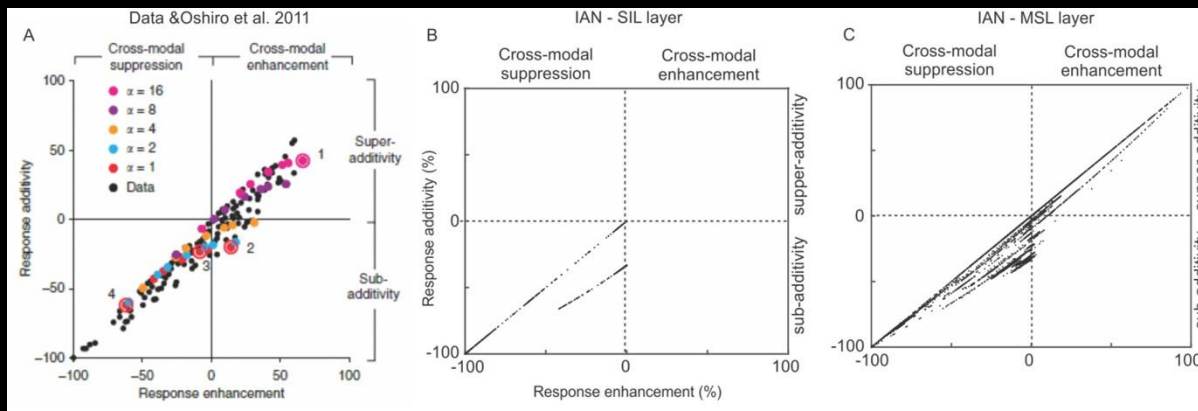 Data &Oshiro et al. 2011
A
Cross-modal suppression
Cross-modal enhancement
100
50
0
−50
−100
Response additivity
α = 16
α = 8
α = 4
α = 2
α = 1
Data
1
2
3
4
Super-additivity
Sub-additivity
−100
−50
0
50
100
Response enhancement
IAN - SIL layer
B
Cross-modal suppression
Cross-modal enhancement
100
0
-100
Response additivity (%)
supper-additivity
sub-additivity
-100
0
100
Response enhancement (%)
IAN - MSL layer
C
Cross-modal suppression
Cross-modal enhancement
100
0
-100
-100
0
100